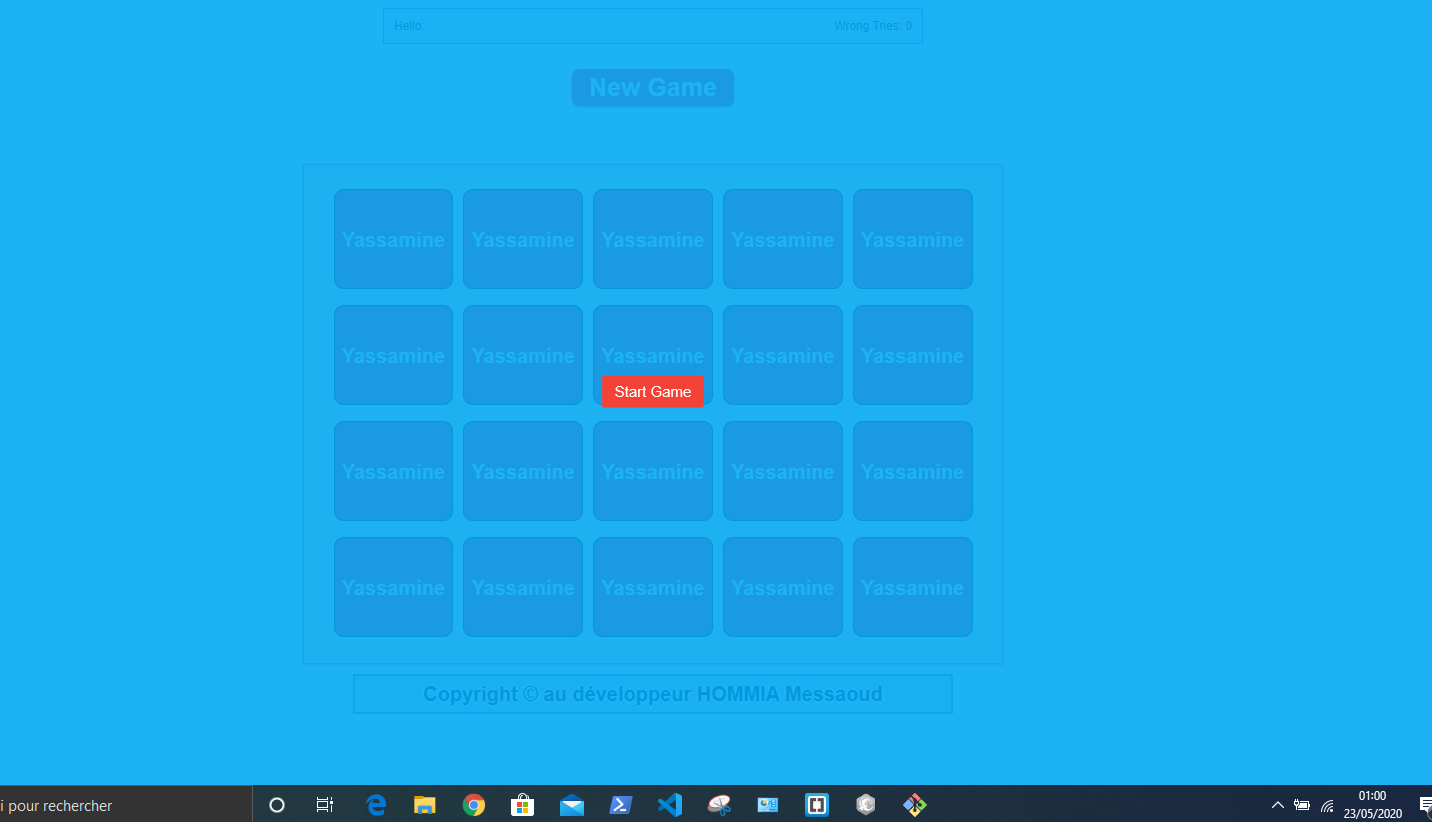 Hello: Wrong Tries: 0
New Game
Yassamine Yassamine Yassamine Yassamine Yassamine
Yassamine Yassamine Yassamine Yassamine Yassamine
Start Game
Yassamine Yassamine Yassamine Yassamine Yassamine
Yassamine Yassamine Yassamine Yassamine Yassamine
Copyright © au développeur HOMMIA Messaoud
i pour rechercher
01:00
23/05/2020